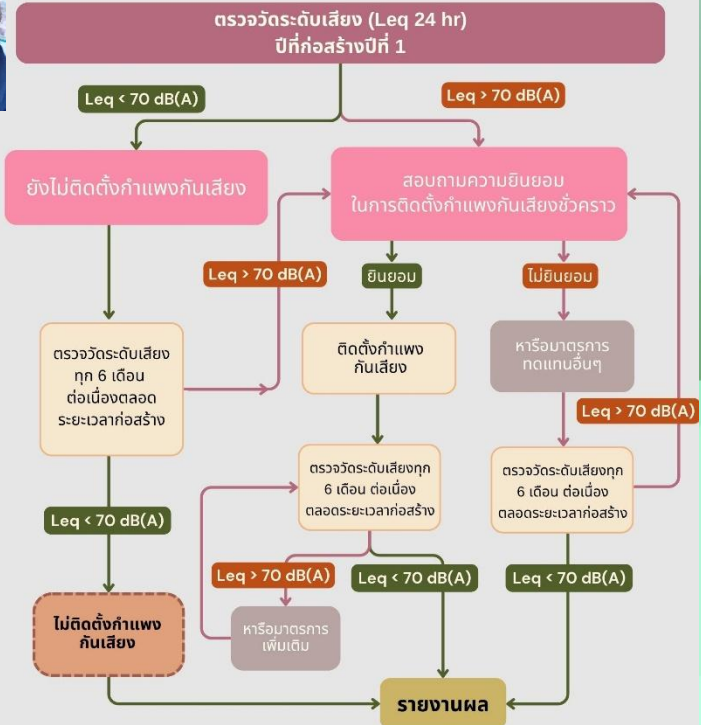 ตรวจวัดระดับเสียง (Leq 24 hr)
ปีที่ก่อสร้างปีที่ 1
Leq < 70 dB(A)
Leq > 70 dB(A)
ยังไม่ติดตั้งกำแพงกันเสียง
สอบถามความยินยอม
ในการติดตั้งกำแพงกันเสียงชั่วคราว
Leq > 70 dB(A)
ยินยอม
ไม่ยินยอม
ตรวจวัดระดับเสียง
ทุก 6 เดือน
ต่อเนื่องตลอด
ระยะเวลาก่อสร้าง
ติดตั้งกำแพง
กันเสียง
หารือมาตรการ
ทดแทนอื่นๆ
Leq > 70 dB(A)
ตรวจวัดระดับเสียงทุก
6 เดือน ต่อเนื่อง
ตลอดระยะเวลาก่อสร้าง
ตรวจวัดระดับเสียงทุก
6 เดือน ต่อเนื่อง
ตลอดระยะเวลาก่อสร้าง
Leq < 70 dB(A)
Leq > 70 dB(A)
Leq < 70 dB(A)
Leq < 70 dB(A)
ไม่ติดตั้งกำแพง
กันเสียง
หารือมาตรการ
เพิ่มเติม
รายงานผล